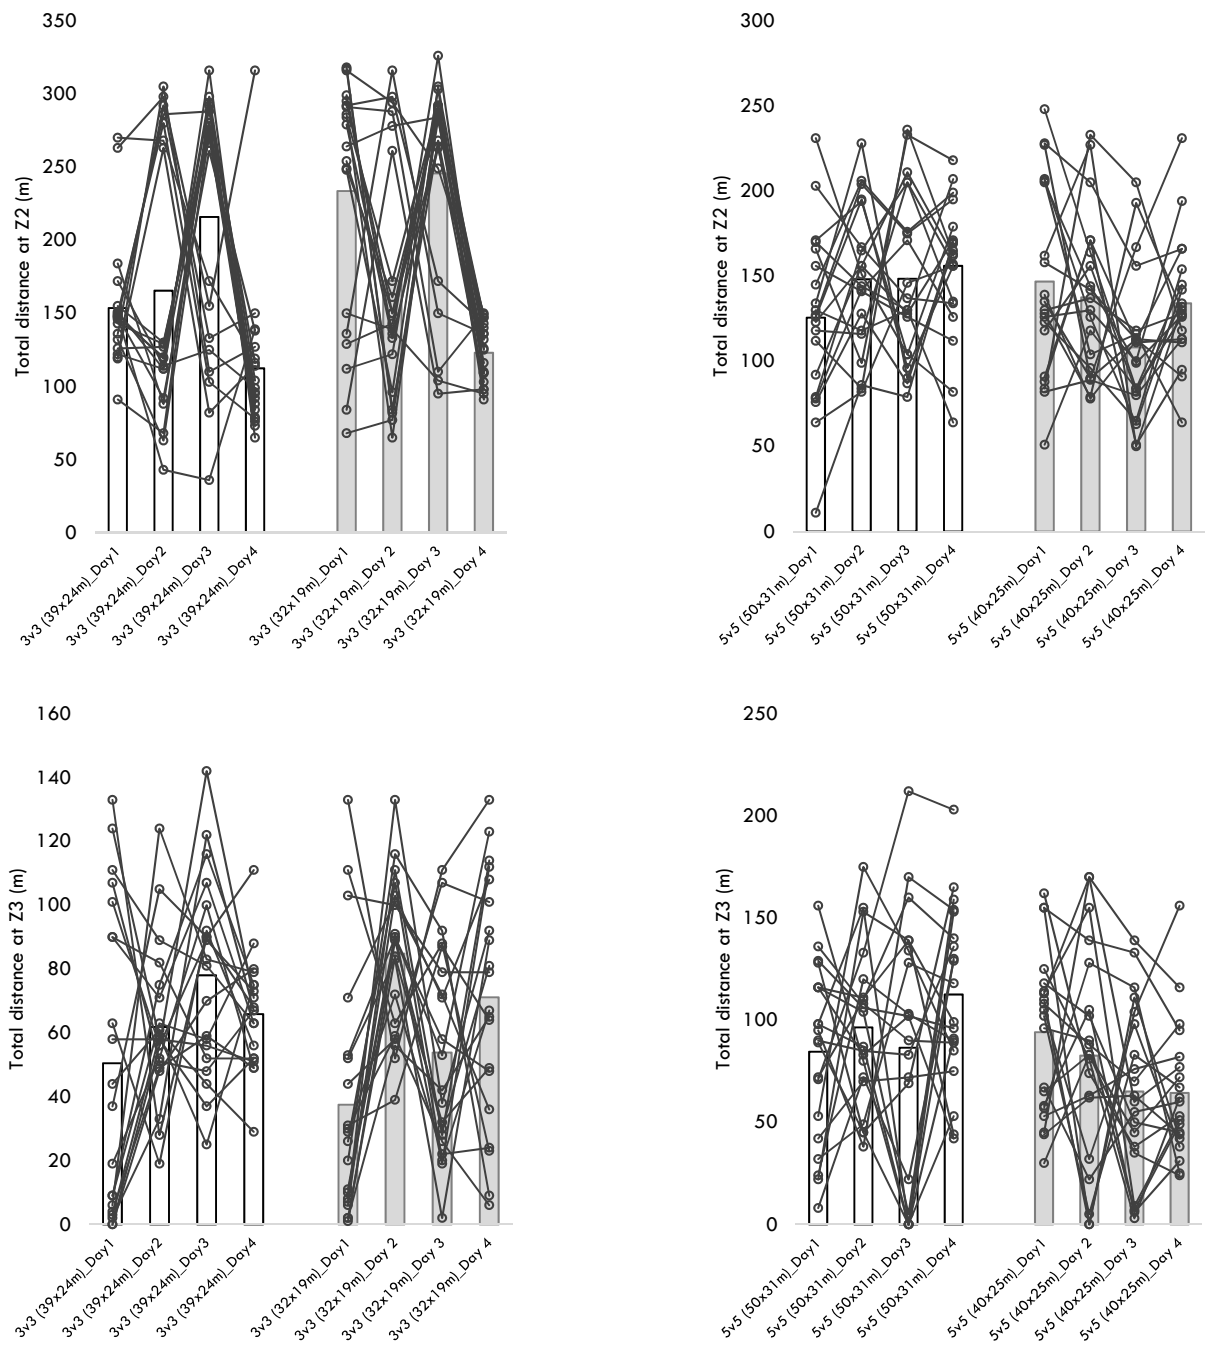 350
300
250
200
150
100
50
0
Total distance at Z2 (m)
3v3 (39x24m)_Day1
3v3 (39x24m)_Day2
3v3 (39x24m)_Day3
3v3 (39x24m)_Day4
3v3 (32x19m)_Day1
3v3 (32x19m)_Day 2
3v3 (32x19m)_Day 3
3v3 (32x19m)_Day 4
300
250
200
150
100
50
0
Total distance at Z2 (m)
5v5 (50x31m)_Day1
5v5 (50x31m)_Day2
5v5 (50x31m)_Day3
5v5 (50x31m)_Day4
5v5 (40x25m)_Day1
5v5 (40x25m)_Day 2
5v5 (40x25m)_Day 3
5v5 (40x25m)_Day 4
160
140
120
100
80
60
40
20
0
Total distance at Z3 (m)
3v3 (39x24m)_Day1
3v3 (39x24m)_Day2
3v3 (39x24m)_Day3
3v3 (39x24m)_Day4
3v3 (32x19m)_Day1
3v3 (32x19m)_Day 2
3v3 (32x19m)_Day 3
3v3 (32x19m)_Day 4
250
200
150
100
50
0
Total distance at Z3 (m)
5v5 (50x31m)_Day1
5v5 (50x31m)_Day2
5v5 (50x31m)_Day3
5v5 (50x31m)_Day4
5v5 (40x25m)_Day1
5v5 (40x25m)_Day 2
5v5 (40x25m)_Day 3
5v5 (40x25m)_Day 4